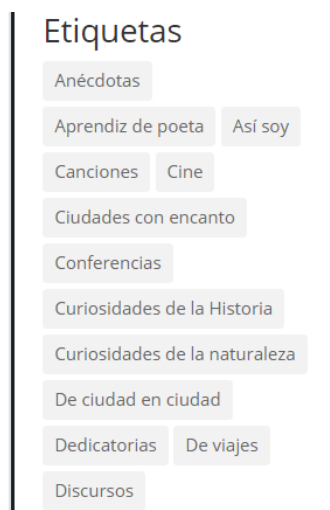 Etiquetas
Anécdotas
Aprendiz de poeta Así soy
Canciones Cine
Ciudades con encanto
Conferencias
Curiosidades de la Historia
Curiosidades de la naturaleza
De ciudad en ciudad
Dedicatorias De viajes
Discursos